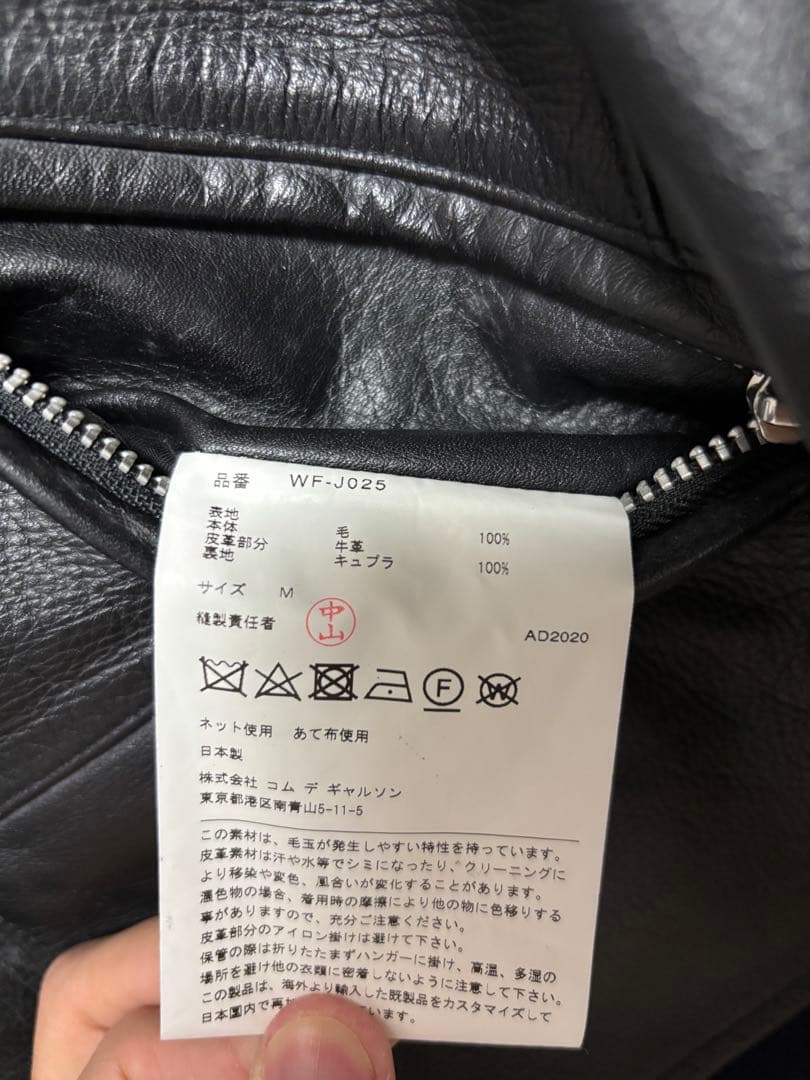 品番 WF-J025
表地
本体 毛 100%
皮革部分 牛革
裏地 キュプラ 100%
サイズ M
縫製責任者 中山 AD2020
F W
ネット使用 あて布使用
日本製
株式会社 コム デ ギャルソン
東京都港区南青山5-11-5
この素材は、毛玉が発生しやすい特性を持っています。
皮革素材は汗や水等でシミになったり、クリーニングに
より移染や変色、風合いが変化することがあります。
濃色物の場合、着用時の摩擦により他の物に色移りする
事がありますので、充分ご注意ください。
皮革部分のアイロン掛けは避けて下さい。
保管の際は折りたたまずハンガーに掛け、高温、多湿の
場所を避け他の衣類に密着しないように注意して下さい。
この製品は、海外より輸入した既製品をカスタマイズして
日本国内で再 います。